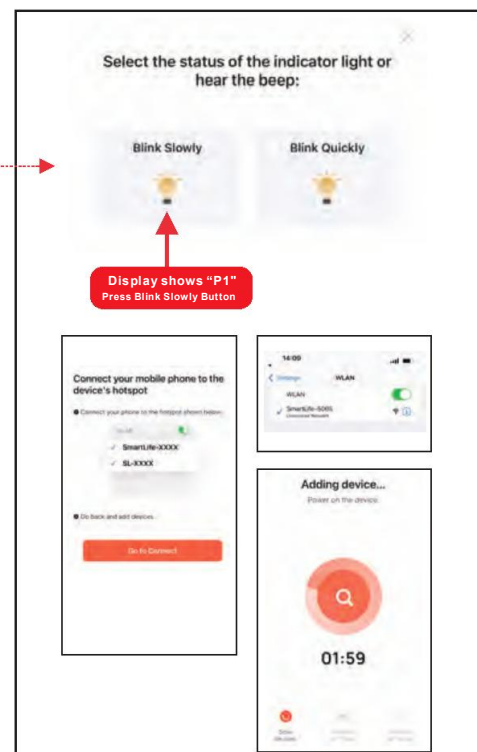 Select the status of the indicator light or
hear the beep:
Blink Slowly
Blink Quickly
Display shows “P1"
Press Blink Slowly Button
Connect your mobile phone to the
device's hotspot
Connect your phone to the hotspot shown below.
SmartLife-XXXX
SL-XXXX
Go back and add devices.
Go to Connect
14:09
WLAN
WLAN
Adding device...
Power on the device.
01:59